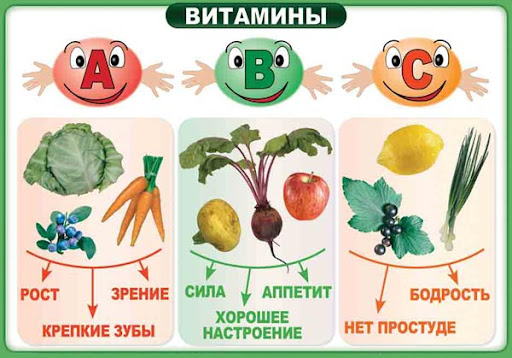 ВИТАМИНЫ
А
В
С
РОСТ
ЗРЕНИЕ
КРЕПКИЕ ЗУБЫ
СИЛА
АППЕТИТ
ХОРОШЕЕ
НАСТРОЕНИЕ
БОДРОСТЬ
НЕТ ПРОСТУДЕ